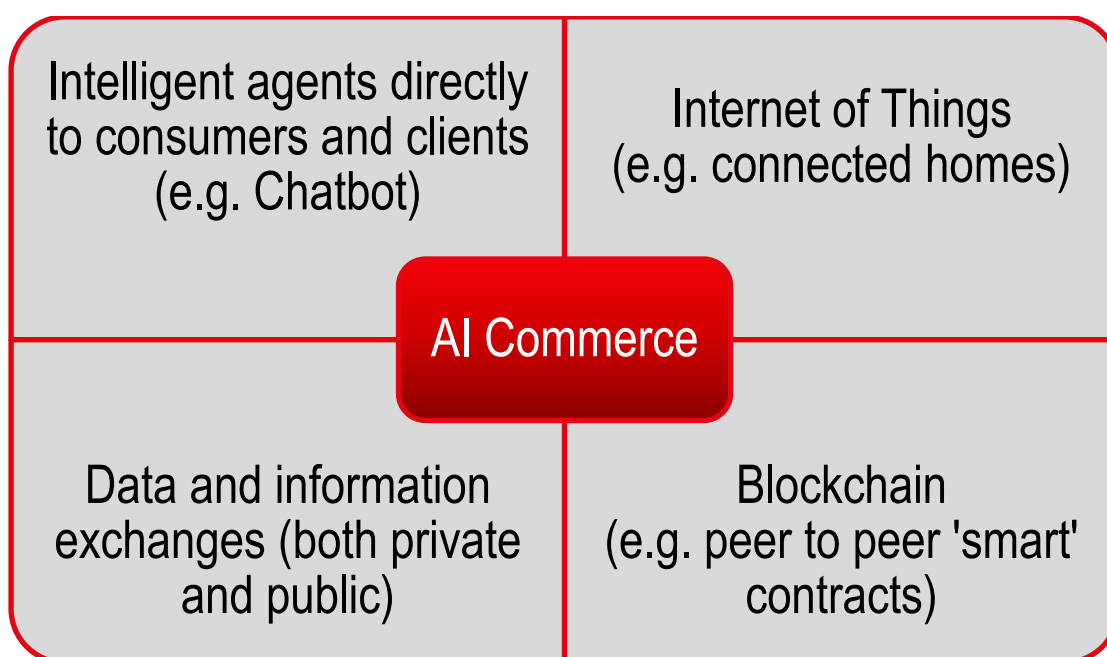 Intelligent agents directly
to consumers and clients
(e.g. Chatbot)
Internet of Things
(e.g. connected homes)
AI Commerce
Data and information
exchanges (both private
and public)
Blockchain
(e.g. peer to peer 'smart'
contracts)